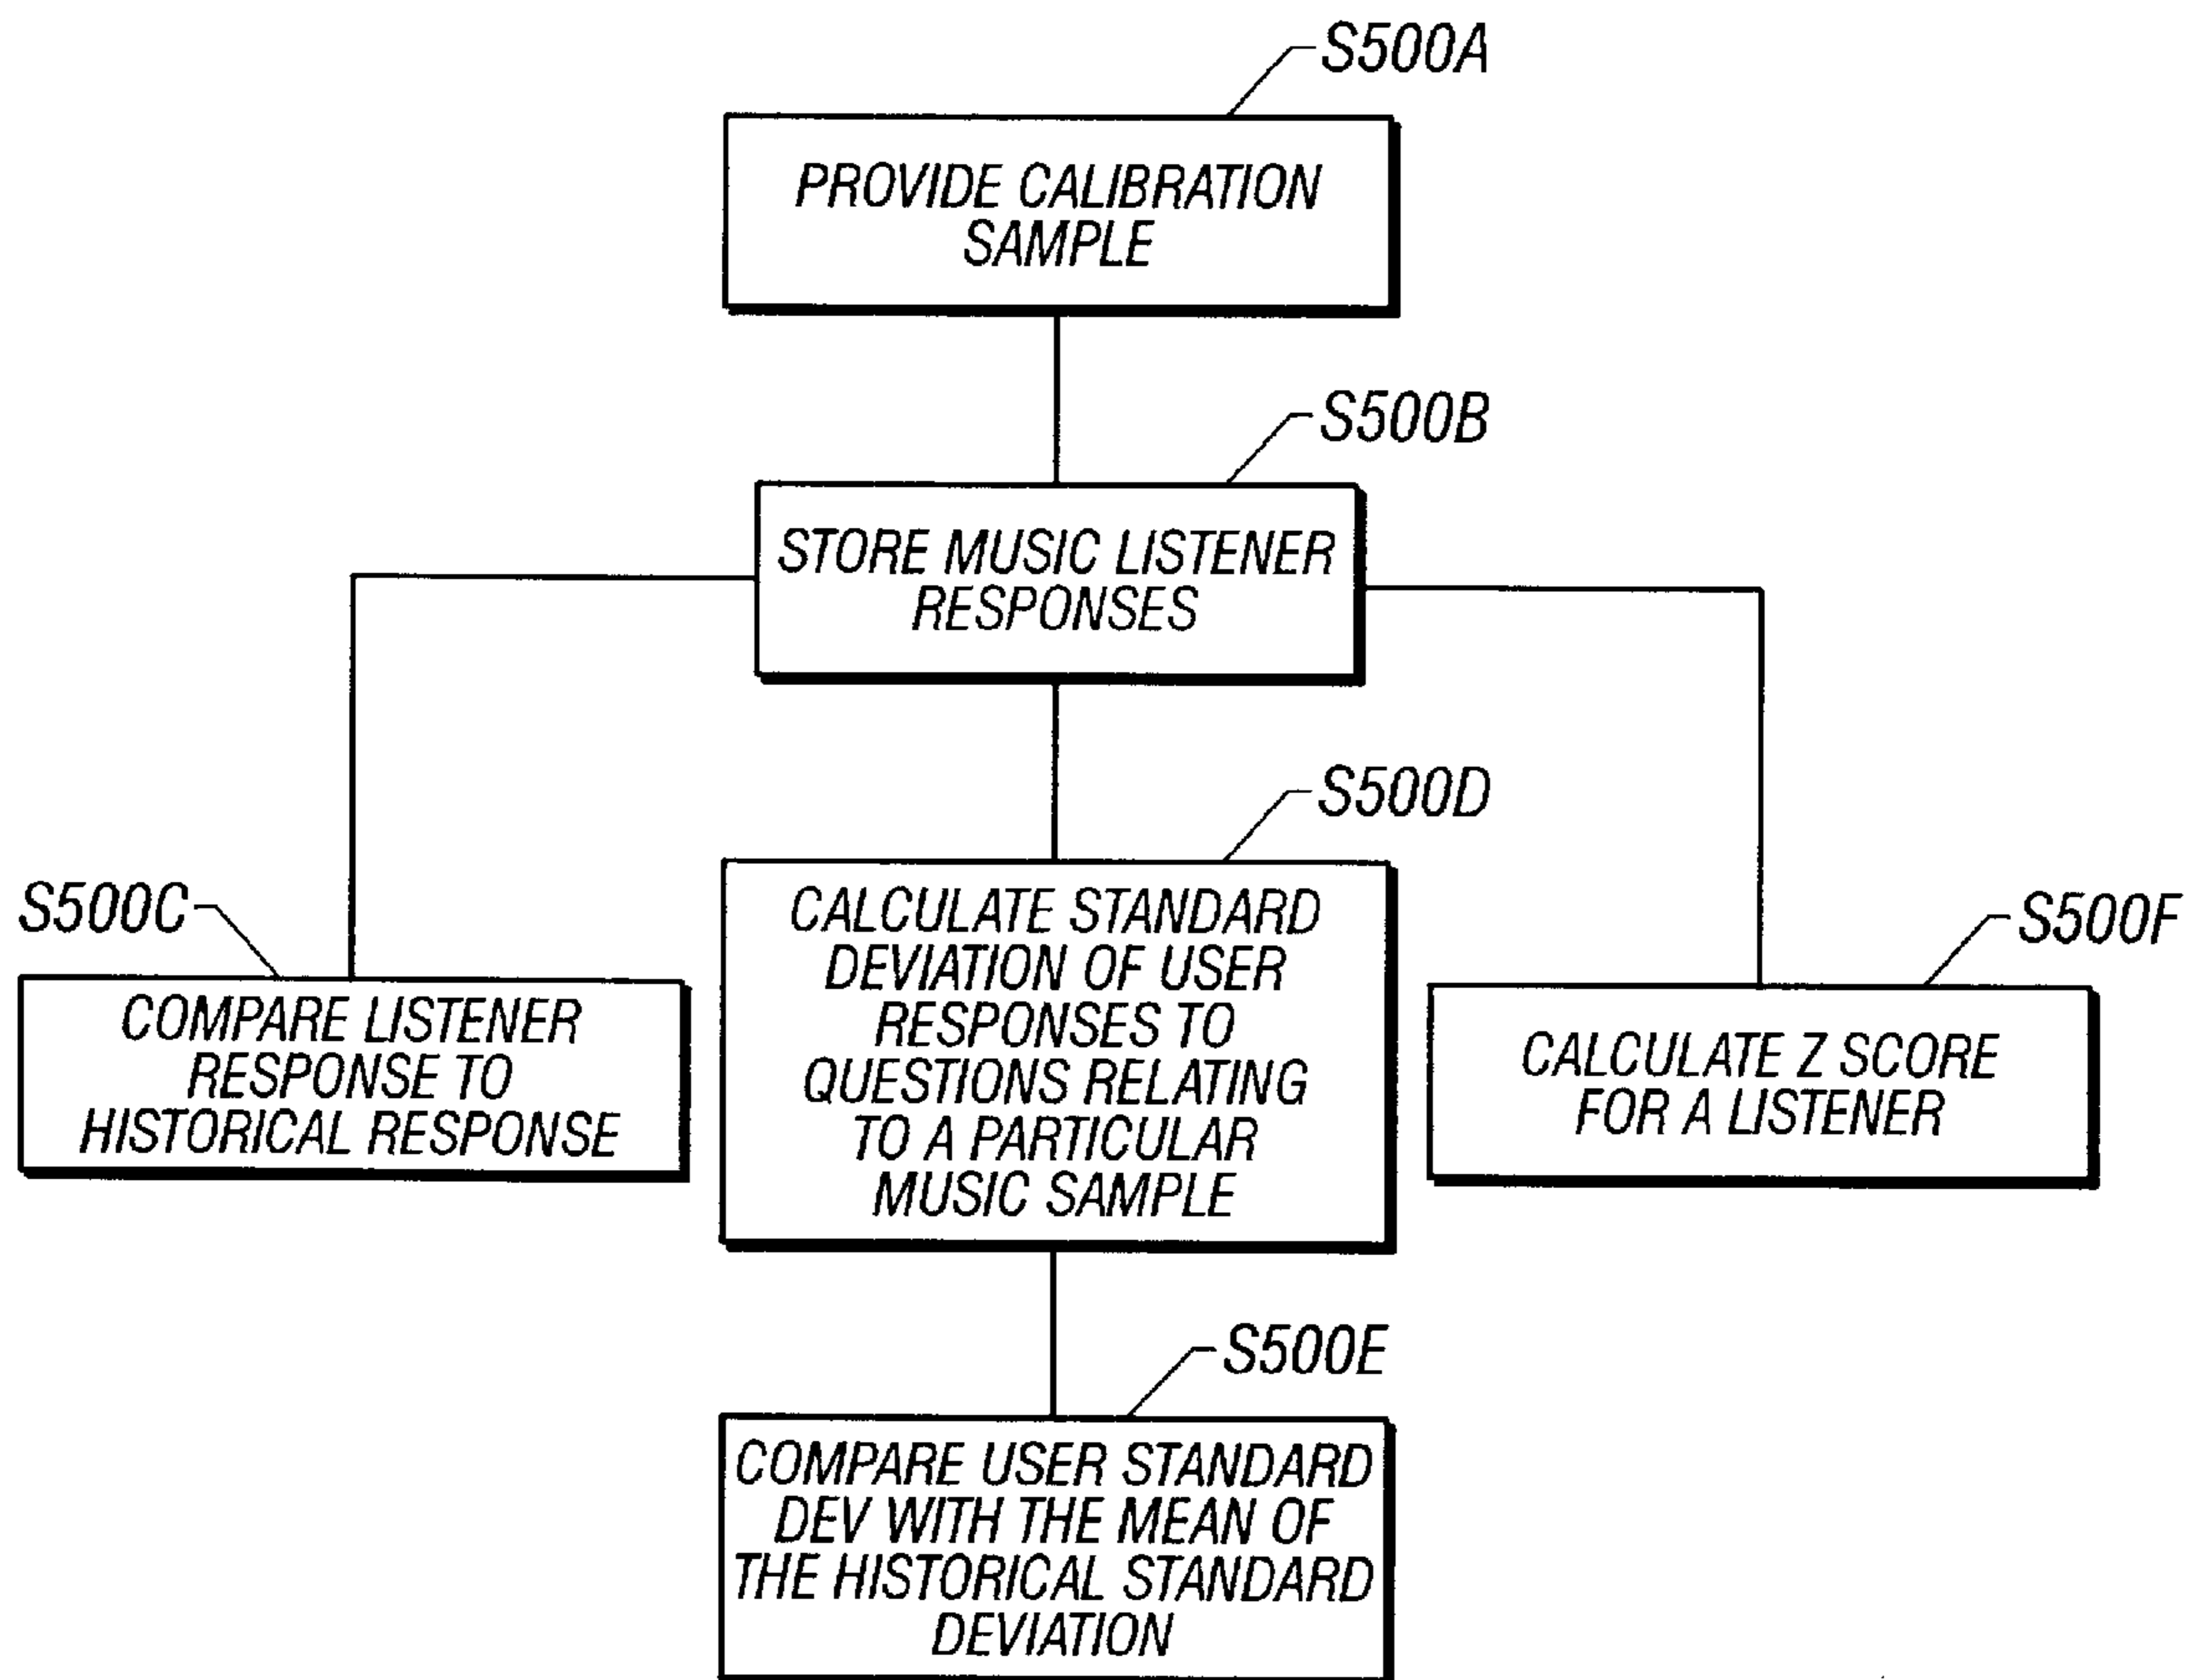 S500A
PROVIDE CALIBRATION
SAMPLE
S500B
STORE MUSIC LISTENER
RESPONSES
S500C
COMPARE LISTENER
RESPONSE TO
HISTORICAL RESPONSE
S500D
CALCULATE STANDARD
DEVIATION OF USER
RESPONSES TO
QUESTIONS RELATING
TO A PARTICULAR
MUSIC SAMPLE
S500F
CALCULATE Z SCORE
FOR A LISTENER
S500E
COMPARE USER STANDARD
DEV WITH THE MEAN OF
THE HISTORICAL STANDARD
DEVIATION